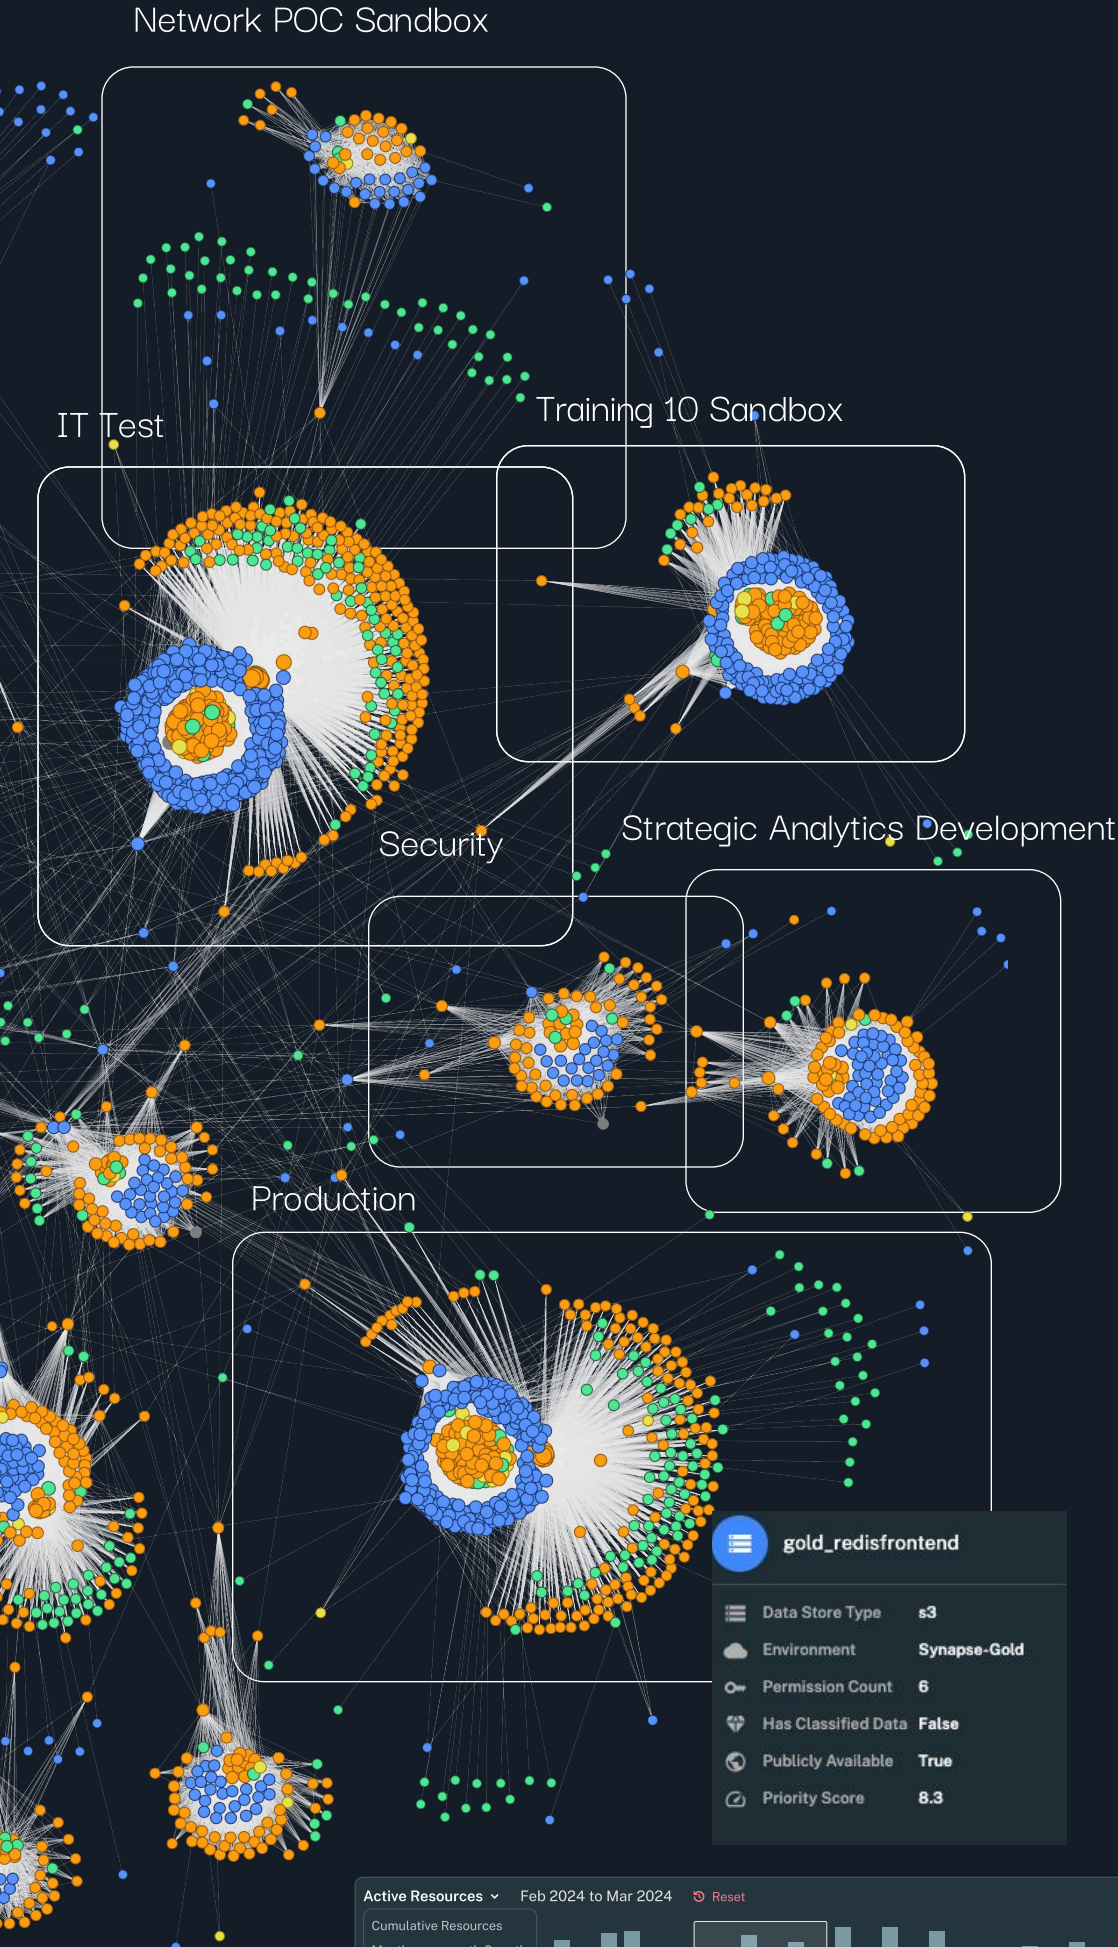 Network POC Sandbox
IT Test
Training 10 Sandbox
Security
Strategic Analytics Development
Production
gold_redisfrontend
Data Store Type s3
Environment Synapse-Gold
Permission Count 6
Has Classified Data False
Publicly Available True
Priority Score 8.3
Active Resources Feb 2024 to Mar 2024 Reset
Cumulative Resources